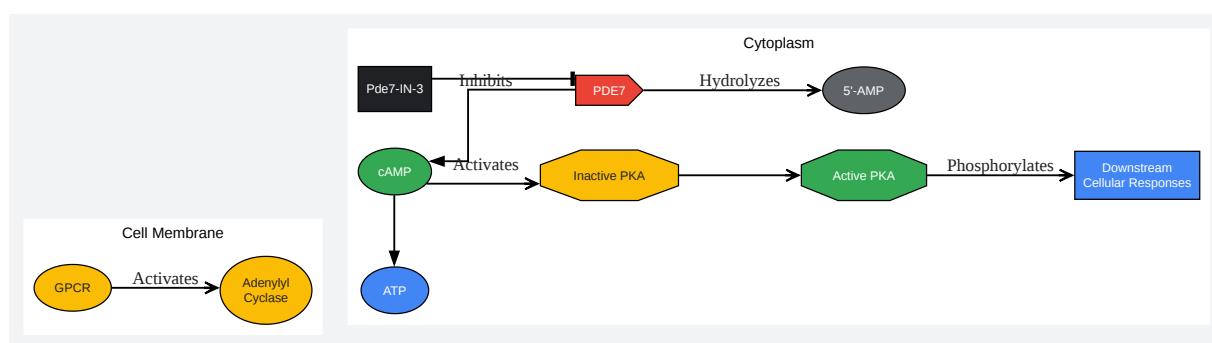 Cytoplasm
Pde7-IN-3
Inhibits
PDE7
Hydrolyzes
5'-AMP
cAMP
Activates
Inactive PKA
Active PKA
Phosphorylates
Downstream
Cellular Responses
Cell Membrane
GPCR
Activates
Adenylyl
Cyclase
ATP